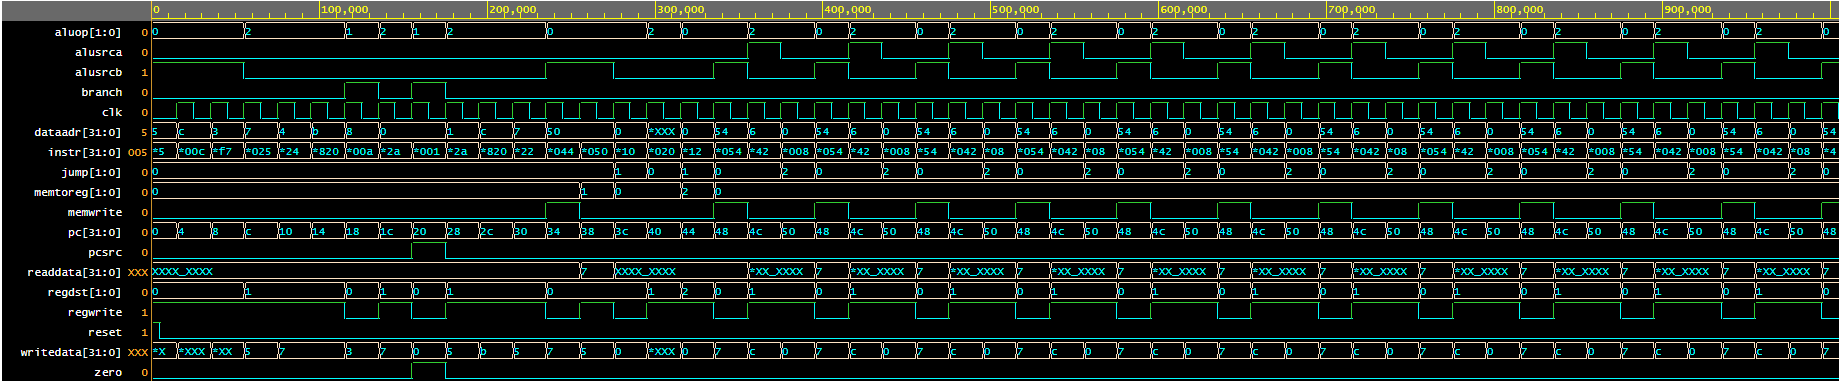 0 100,000 200,000 300,000 400,000 500,000 600,000 700,000 800,000 900,000
aluop[1:0] 0 0 2 1 2 1 2 0 2 0 2 0 2 0 2 0 2 0 2 0 2 0 2 0 2 0 2 0 2 0 2 0
alusrca 0
alusrcb 1
branch 0
clk 0
dataadr[31:0] 5 5 c 3 7 4 b 8 0 1 c 7 50 0 *XXX 0 54 6 0 54 6 0 54 6 0 54 6 0 54 6 0 54 6 0 54 6 0 54 6 0 54 6 0 54 6 0 54 6 0 54
instr[31:0] 005 *5 *00c *f7 *025 *24 *820 *00a *2a *001 *2a *820 *22 *044 *050 *10 *020 *12 *054 *42 *008 *054 *42 *008 *54 *042 *08 *054 *42 *008 *054 *42 *008 *54 *042 *008 *54 *042 *08 *054 *42 *008 *054 *42 *008 *54 *042 *08 *054 *042 *08 *4
jump[1:0] 0 0 1 0 1 0 2 0 2 0 2 0 2 0 2 0 2 0 2 0 2 0 2 0 2 0 2 0
memtoreg[1:0] 0 0 1 0 2 0
memwrite 0
pc[31:0] 0 0 4 8 c 10 14 18 1c 20 28 2c 30 34 38 3c 40 44 48 4c 50 48 4c 50 48 4c 50 48 4c 50 48 4c 50 48 4c 50 48 4c 50 48 4c 50 48 4c 50 48 4c 50 48 4c 50 48
pcsrc 0
readdata[31:0] XXX XXXX_XXXX 7 XXXX_XXXX *XX_XXXX 7 *XX_XXXX 7 *XX_XXXX 7 *XX_XXXX 7 *XX_XXXX 7 *XX_XXXX 7 *XX_XXXX 7 *XX_XXXX 7 *XX_XXXX 7 *XX_XXXX 7 *XX_XXXX 7
regdst[1:0] 0 0 1 0 1 0 1 0 1 2 0 1 0 1 0 1 0 1 0 1 0 1 0 1 0 1 0 1 0 1 0 1 0
regwrite 1
reset 1
writedata[31:0] XXX *X *XXX *XX 5 7 3 7 0 5 b 5 7 5 0 *XXX 0 7 c 0 7 c 0 7 c 0 7 c 0 7 c 0 7 c 0 7 c 0 7 c 0 7 c 0 7 c 0 7 c 0 7
zero 0